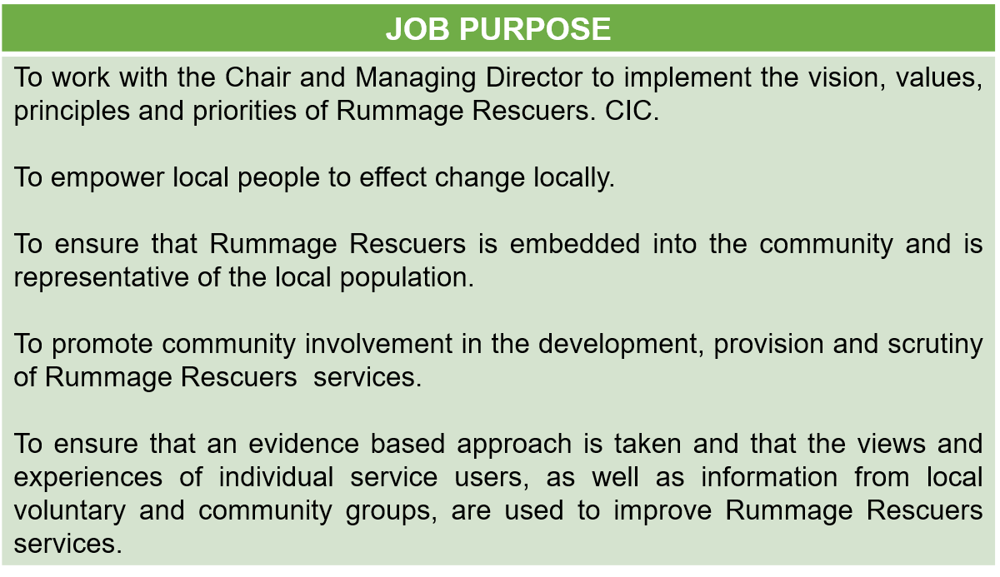 JOB PURPOSE
To work with the Chair and Managing Director to implement the vision, values,
principles and priorities of Rummage Rescuers. CIC.
To empower local people to effect change locally.
To ensure that Rummage Rescuers is embedded into the community and is
representative of the local population.
To promote community involvement in the development, provision and scrutiny
of Rummage Rescuers  services.
To ensure that an evidence based approach is taken and that the views and
experiences of individual service users, as well as information from local
voluntary and community groups, are used to improve Rummage Rescuers
services.